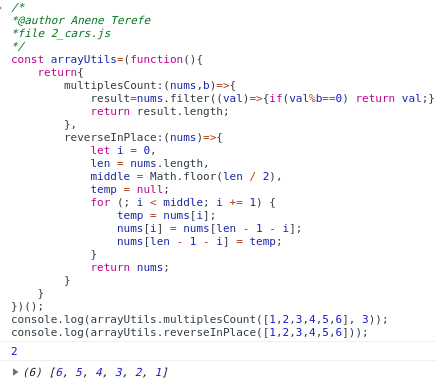 /*
*@author Anene Terefe
*file 2_cars.js
*/
const arrayUtils=(function(){
    return{
        multiplesCount:(nums,b)=>{
            result=nums.filter((val)=>{if(val%b==0) return val;}
            return result.length;
        },
        reverseInPlace:(nums)=>{
            let i = 0,
            len = nums.length,
            middle = Math.floor(len / 2),
            temp = null;
            for (; i < middle; i += 1) {
                temp = nums[i];
                nums[i] = nums[len - 1 - i];
                nums[len - 1 - i] = temp;
            }
            return nums;
        }
    }
})();
console.log(arrayUtils.multiplesCount([1,2,3,4,5,6], 3));
console.log(arrayUtils.reverseInPlace([1,2,3,4,5,6]));
2
(6) [6, 5, 4, 3, 2, 1]